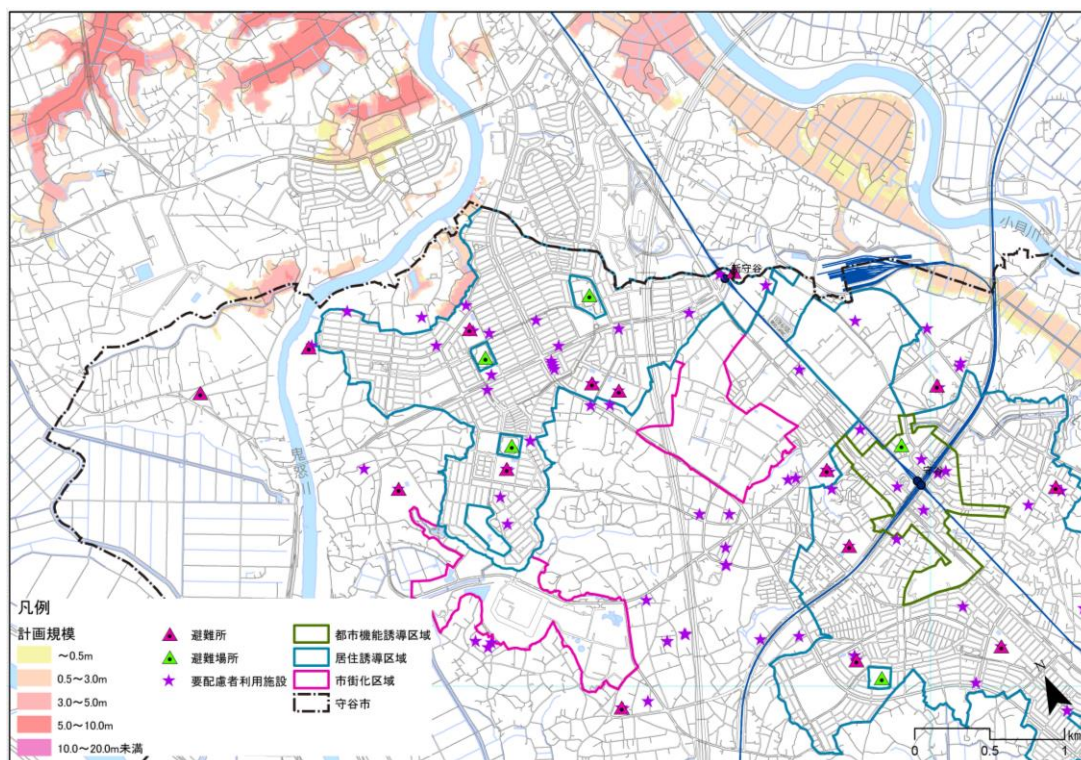 小貝川
新守谷
守谷
鬼怒川
凡例
計画規模
～0.5m
0.5～3.0m
3.0～5.0m
5.0～10.0m
10.0～20.0m未満
避難所
避難場所
要配慮者利用施設
都市機能誘導区域
居住誘導区域
市街化区域
守谷市
N
0 0.5 1
km